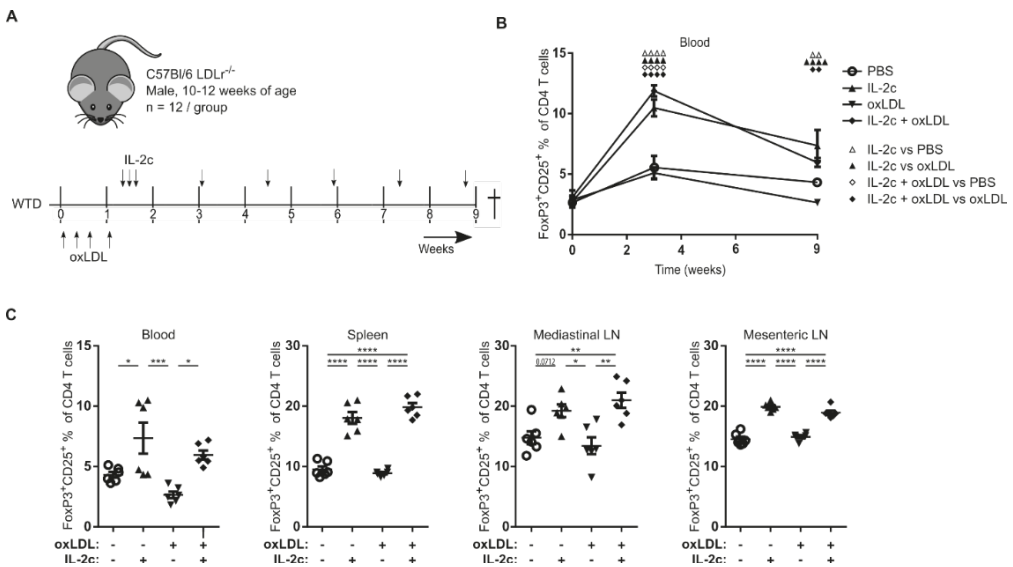 A
C57Bl/6 LDLr-/-
Male, 10-12 weeks of age
n = 12 / group
IL-2c
WTD
0 1 2 3 4 5 6 7 8 9
oxLDL
Weeks
B
Blood
FoxP3+CD25+ % of CD4 T cells
15
10
5
0
0 2 4 6 9
Time (weeks)
PBS
IL-2c
oxLDL
IL-2c + oxLDL
IL-2c vs PBS
IL-2c vs oxLDL
IL-2c + oxLDL vs PBS
IL-2c + oxLDL vs oxLDL
C
Blood
FoxP3+CD25+ % of CD4 T cells
15
10
5
0
* *** *
oxLDL: - - + +
IL-2c: - + - +
Spleen
FoxP3+CD25+ % of CD4 T cells
30
20
10
0
****
**** **** ****
oxLDL: - - + +
IL-2c: - + - +
Mediastinal LN
FoxP3+CD25+ % of CD4 T cells
30
20
10
0
**
0.0712 * **
oxLDL: - - + +
IL-2c: - + - +
Mesenteric LN
FoxP3+CD25+ % of CD4 T cells
30
20
10
0
****
**** **** ****
oxLDL: - - + +
IL-2c: - + - +